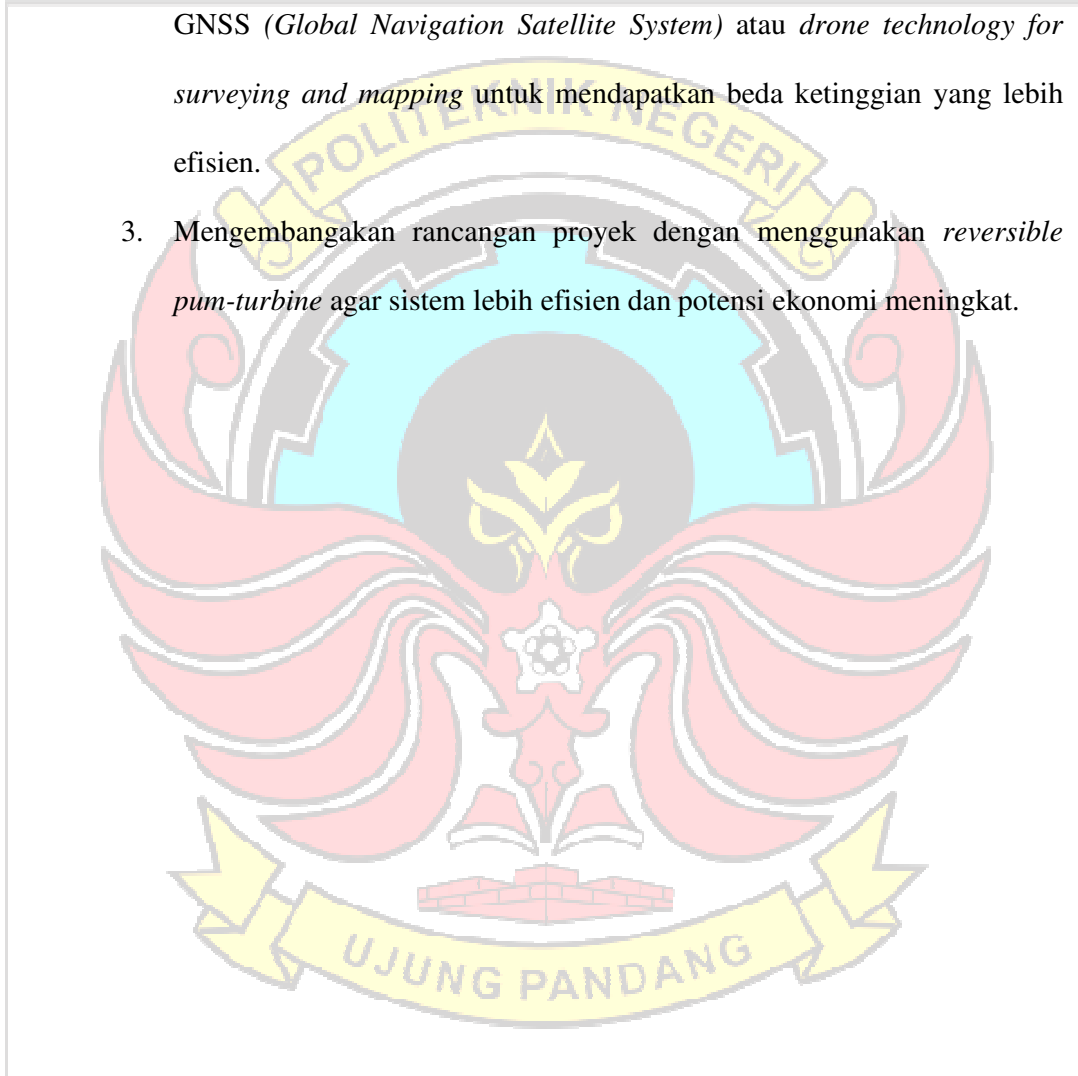 GNSS (Global Navigation Satellite System) atau drone technology for
surveying and mapping untuk mendapatkan beda ketinggian yang lebih
efisien.
3. Mengembangakan rancangan proyek dengan menggunakan reversible
pum-turbine agar sistem lebih efisien dan potensi ekonomi meningkat.
POLITEKNIK NEGERI
UJUNG PANDANG